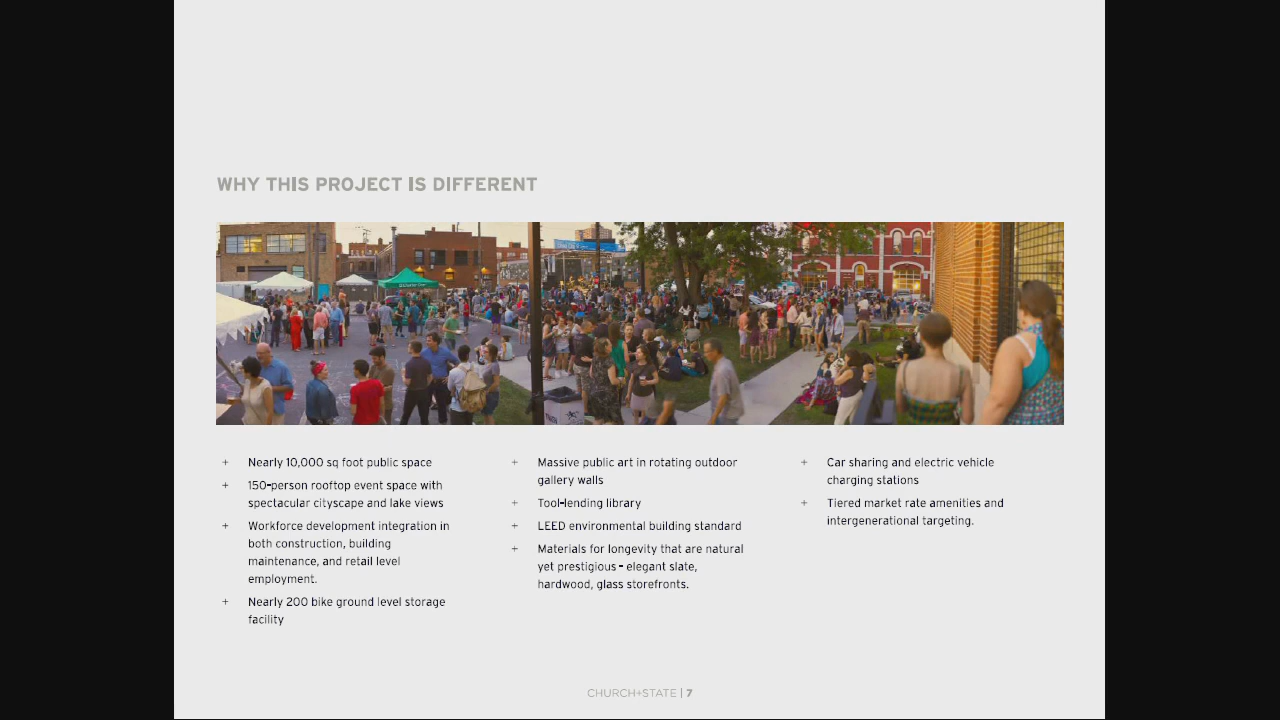 WHY THIS PROJECT IS DIFFERENT
+ Nearly 10,000 sq foot public space
+ 150-person rooftop event space with
spectacular cityscape and lake views
+ Workforce development integration in
both construction, building
maintenance, and retail level
employment.
+ Nearly 200 bike ground level storage
facility
+ Massive public art in rotating outdoor
gallery walls
+ Tool-lending library
+ LEED environmental building standard
+ Materials for longevity that are natural
yet prestigious - elegant slate,
hardwood, glass storefronts.
+ Car sharing and electric vehicle
charging stations
+ Tiered market rate amenities and
intergenerational targeting.
CHURCH+STATE | 7